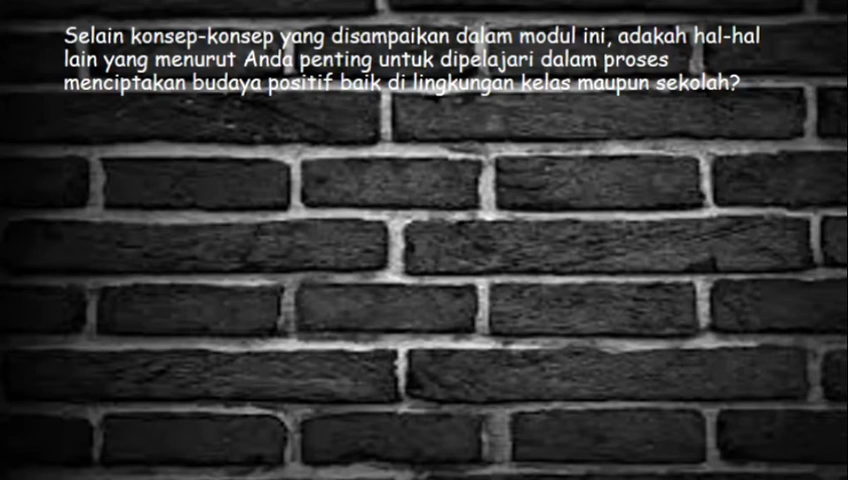 Selain konsep-konsep yang disampaikan dalam modul ini, adakah hal-hal
lain yang menurut Anda penting untuk dipelajari dalam proses
menciptakan budaya positif baik di lingkungan kelas maupun sekolah?